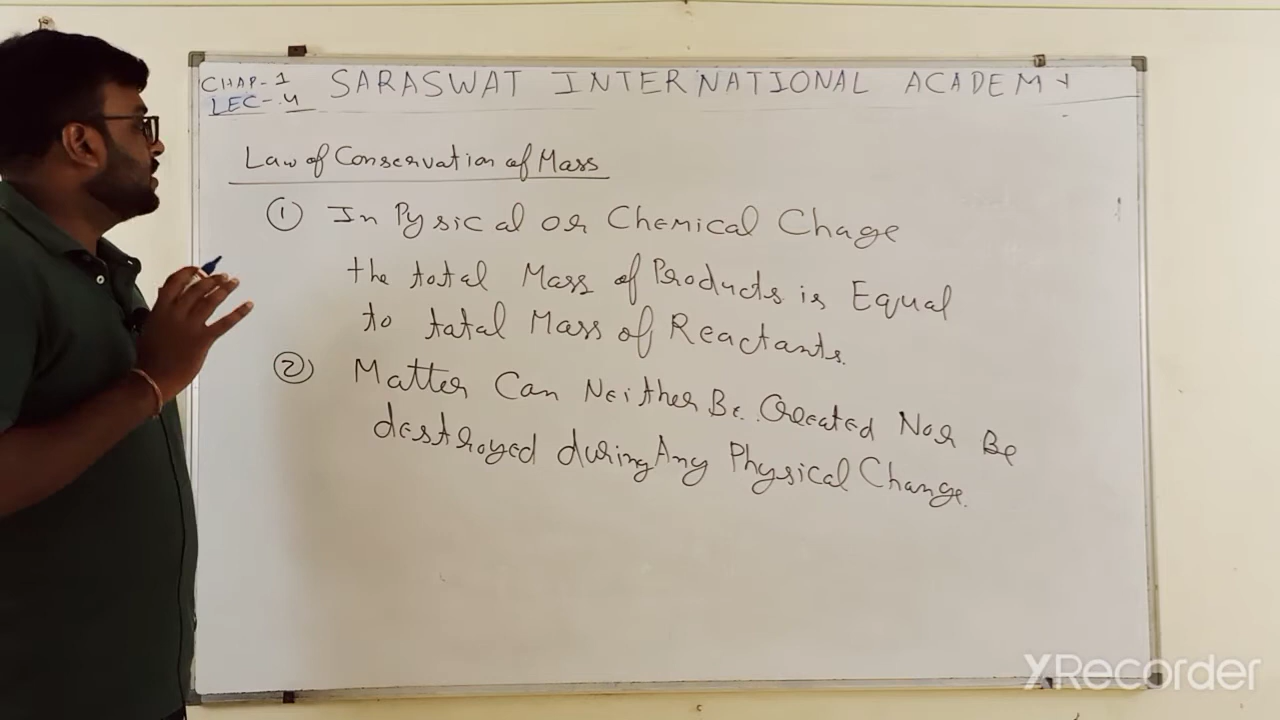 CHAP-1
LEC-4
SARASWAT INTERNATIONAL ACADEMY
Law of Conservation of Mass
① In Pysical or Chemical Chage
the total Mass of Products is Equal
to tatal Mass of Reactants.
② Matter Can Neither Be Created Nor Be
destroyed during Any Physical Change.
XRecorder